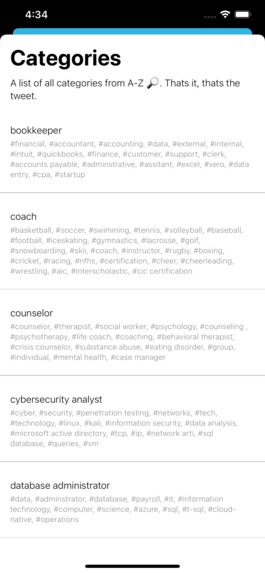 4:34
Categories
A list of all categories from A-Z 🔎. Thats it, thats the
tweet.
bookkeeper
#financial, #accountant, #accounting, #data, #external, #internal,
#intuit, #quickbooks, #finance, #customer, #support, #clerk,
#accounts payable, #adminstrative, #assitant, #excel, #xero, #data
entry, #cpa, #startup
coach
#basketball, #soccer, #swimming, #tennis, #volleyball, #baseball,
#football, #iceskating, #gymnastics, #lacrosse, #golf,
#snowboarding, #skii, #coach, #instructor, #rugby, #boxing,
#cricket, #racing, #nfhs, #certification, #cheer, #cheerleading,
#wrestling, #aic, #interscholastic, #cic certification
counselor
#counselor, #therapist, #social worker, #psychology, #counseling ,
#psychotherapy, #life coach, #coaching, #behavioral therapist,
#crisis counselor, #substance abuse, #eating disorder, #group,
#individual, #mental health, #case manager
cybersecurity analyst
#cyber, #security, #penetration testing, #networks, #tech,
#technology, #linux, #kali, #information security, #data analysis,
#microsoft active directory, #tcp, #ip, #network arti, #sql
database, #queries, #vm
database administrator
#data, #adminstrator, #database, #payroll, #it, #information
technology, #computer, #science, #azure, #sql, #t-sql, #cloud-
native, #operations